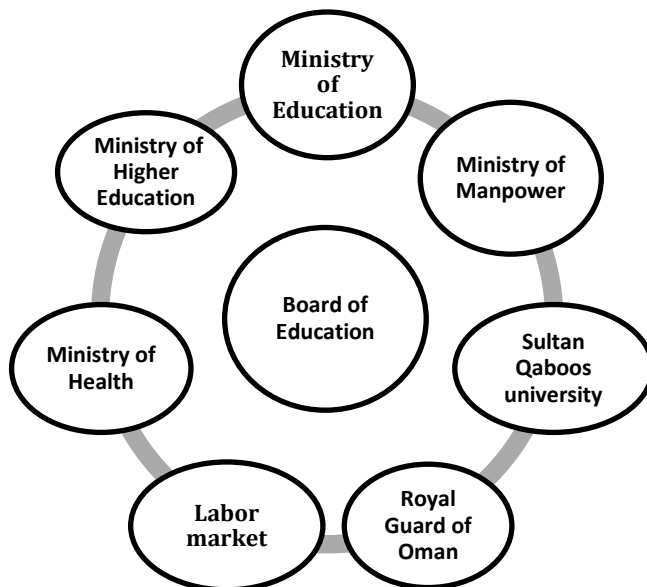 Ministry
of
Education
Ministry of
Manpower
Sultan
Qaboos
university
Royal
Guard of
Oman
Labor
market
Ministry of
Health
Ministry of
Higher
Education
Board of
Education